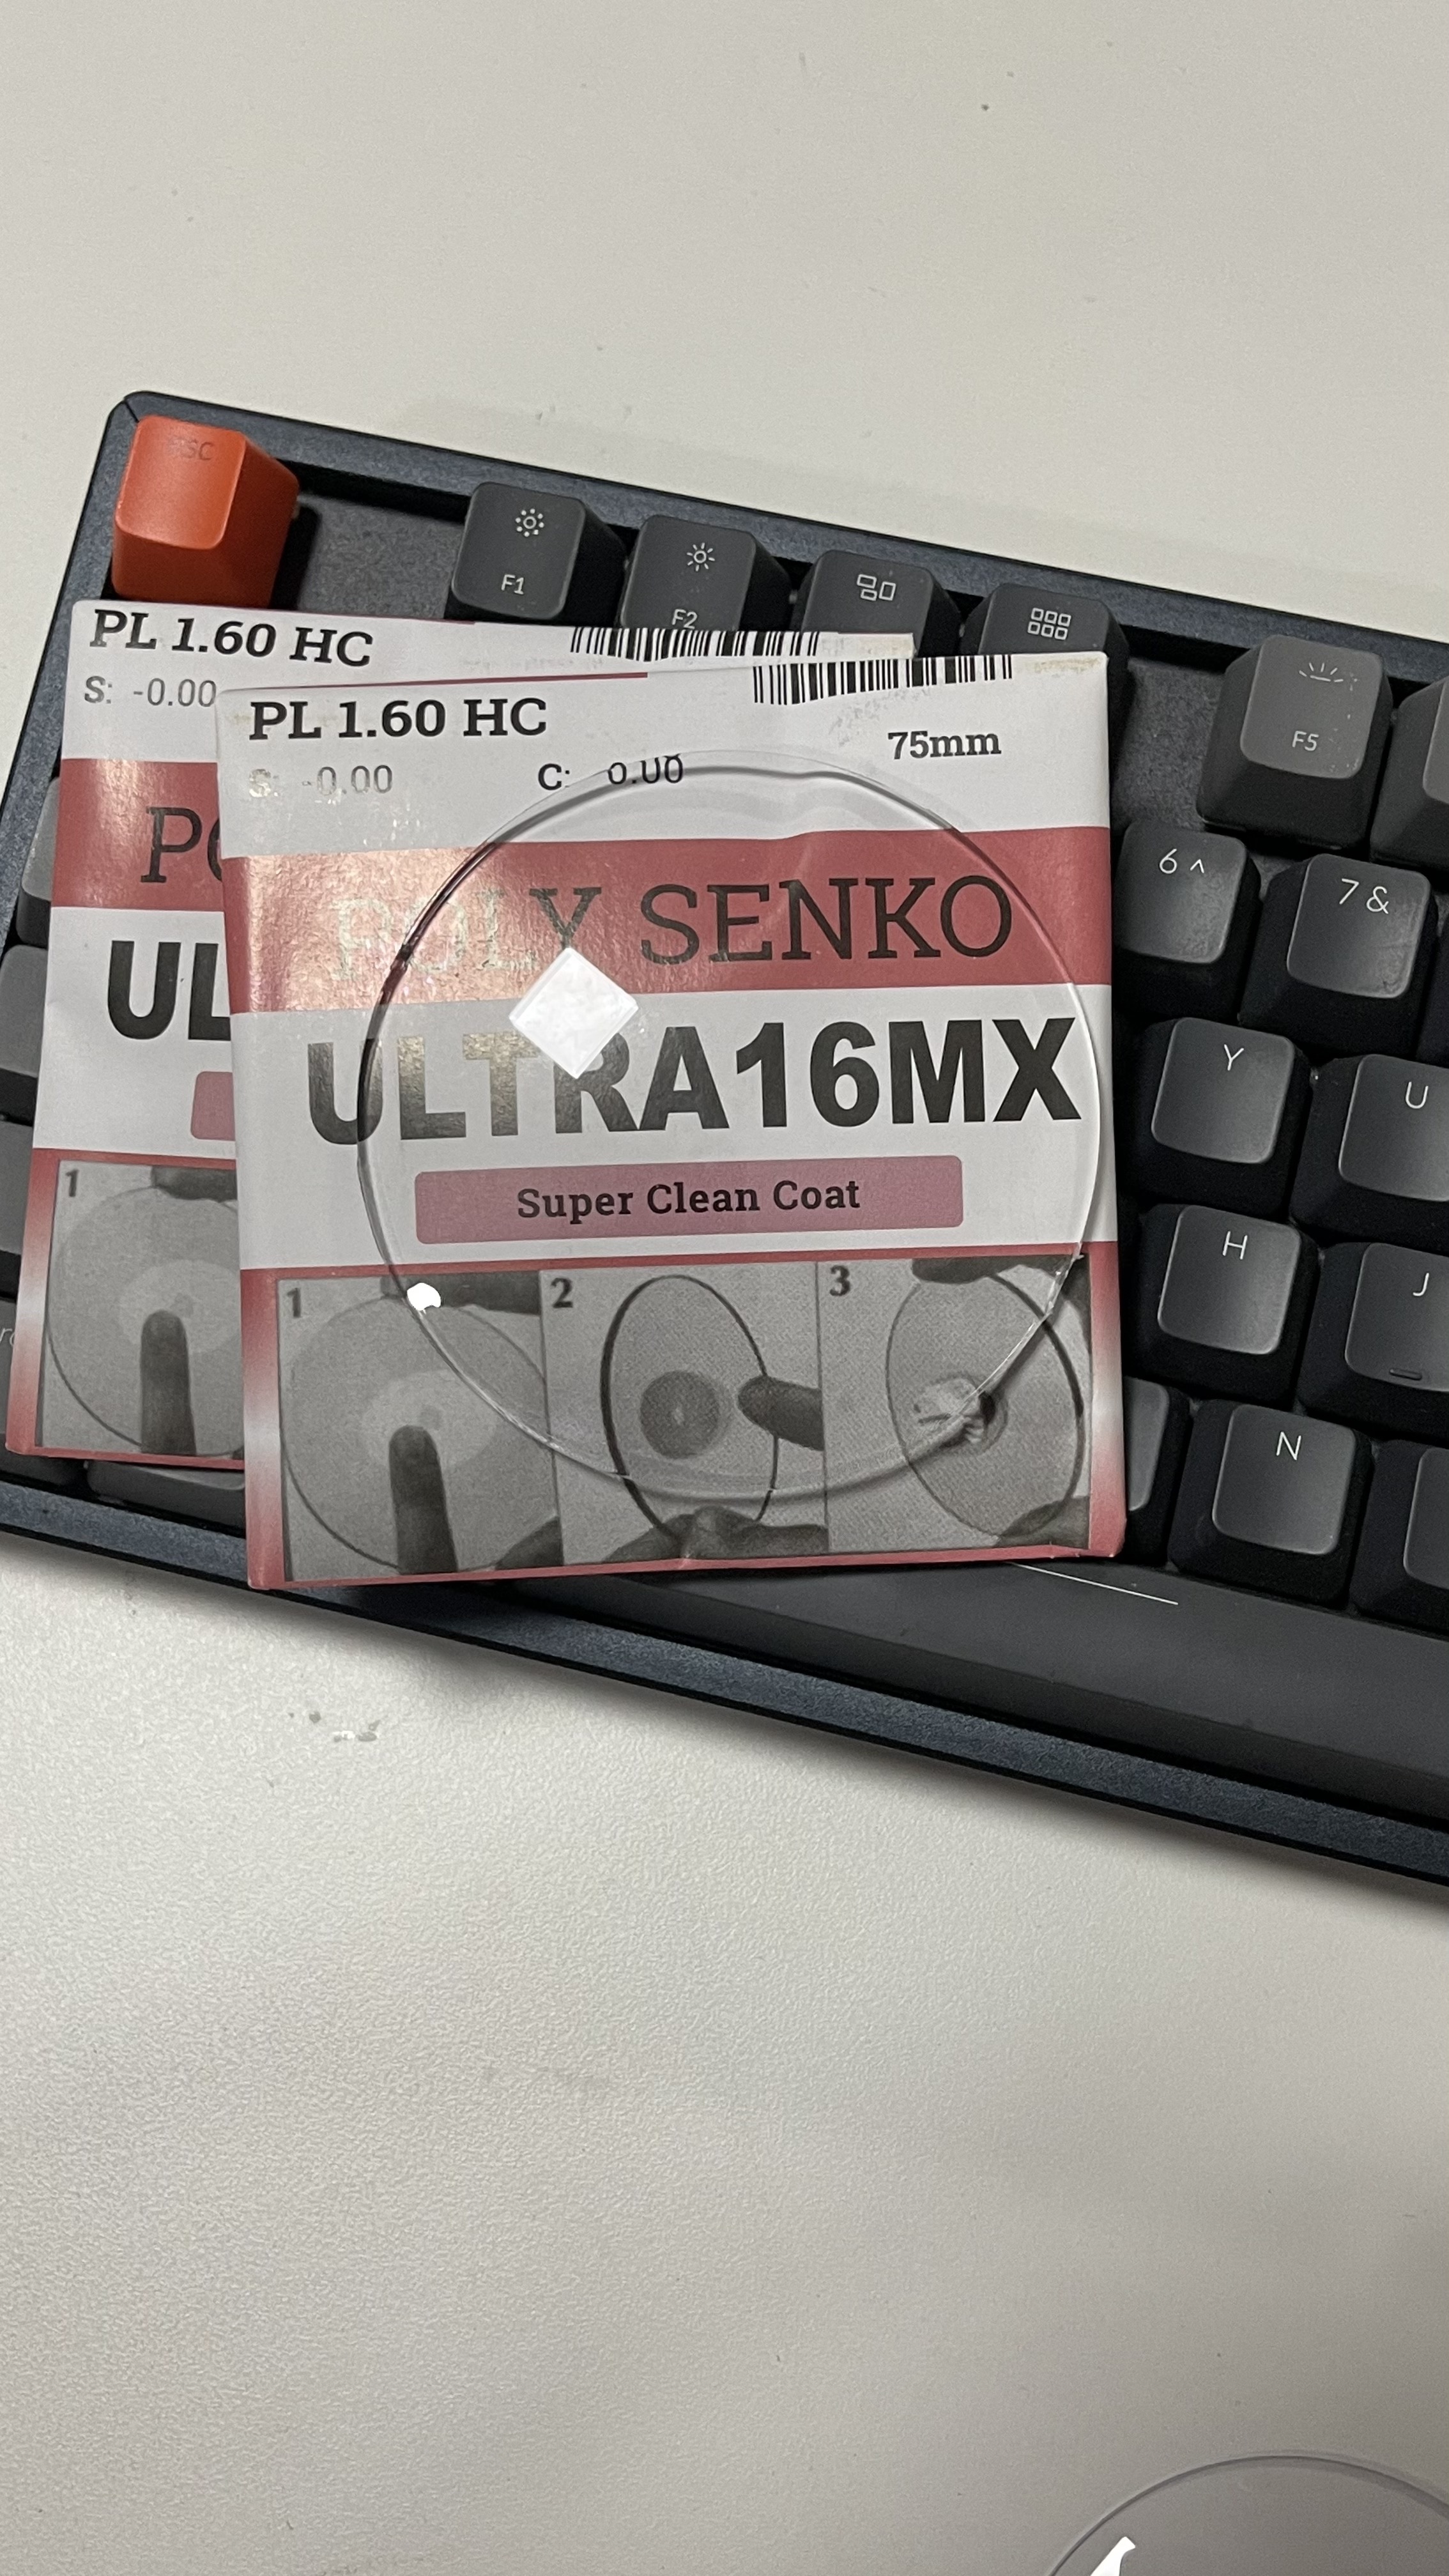 ESC
F1
F2
F5
PL 1.60 HC
S: -0.00
UL
1
PL 1.60 HC
75mm
S: -0.00 C: 0.00
POLY SENKO
ULTRA16MX
Super Clean Coat
1 2 3
6 ^
7 &
Y
U
H
J
N